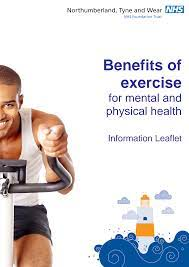 Northumberland, Tyne and Wear NHS
NHS Foundation Trust
Benefits of
exercise
for mental and
physical health
Information Leaflet